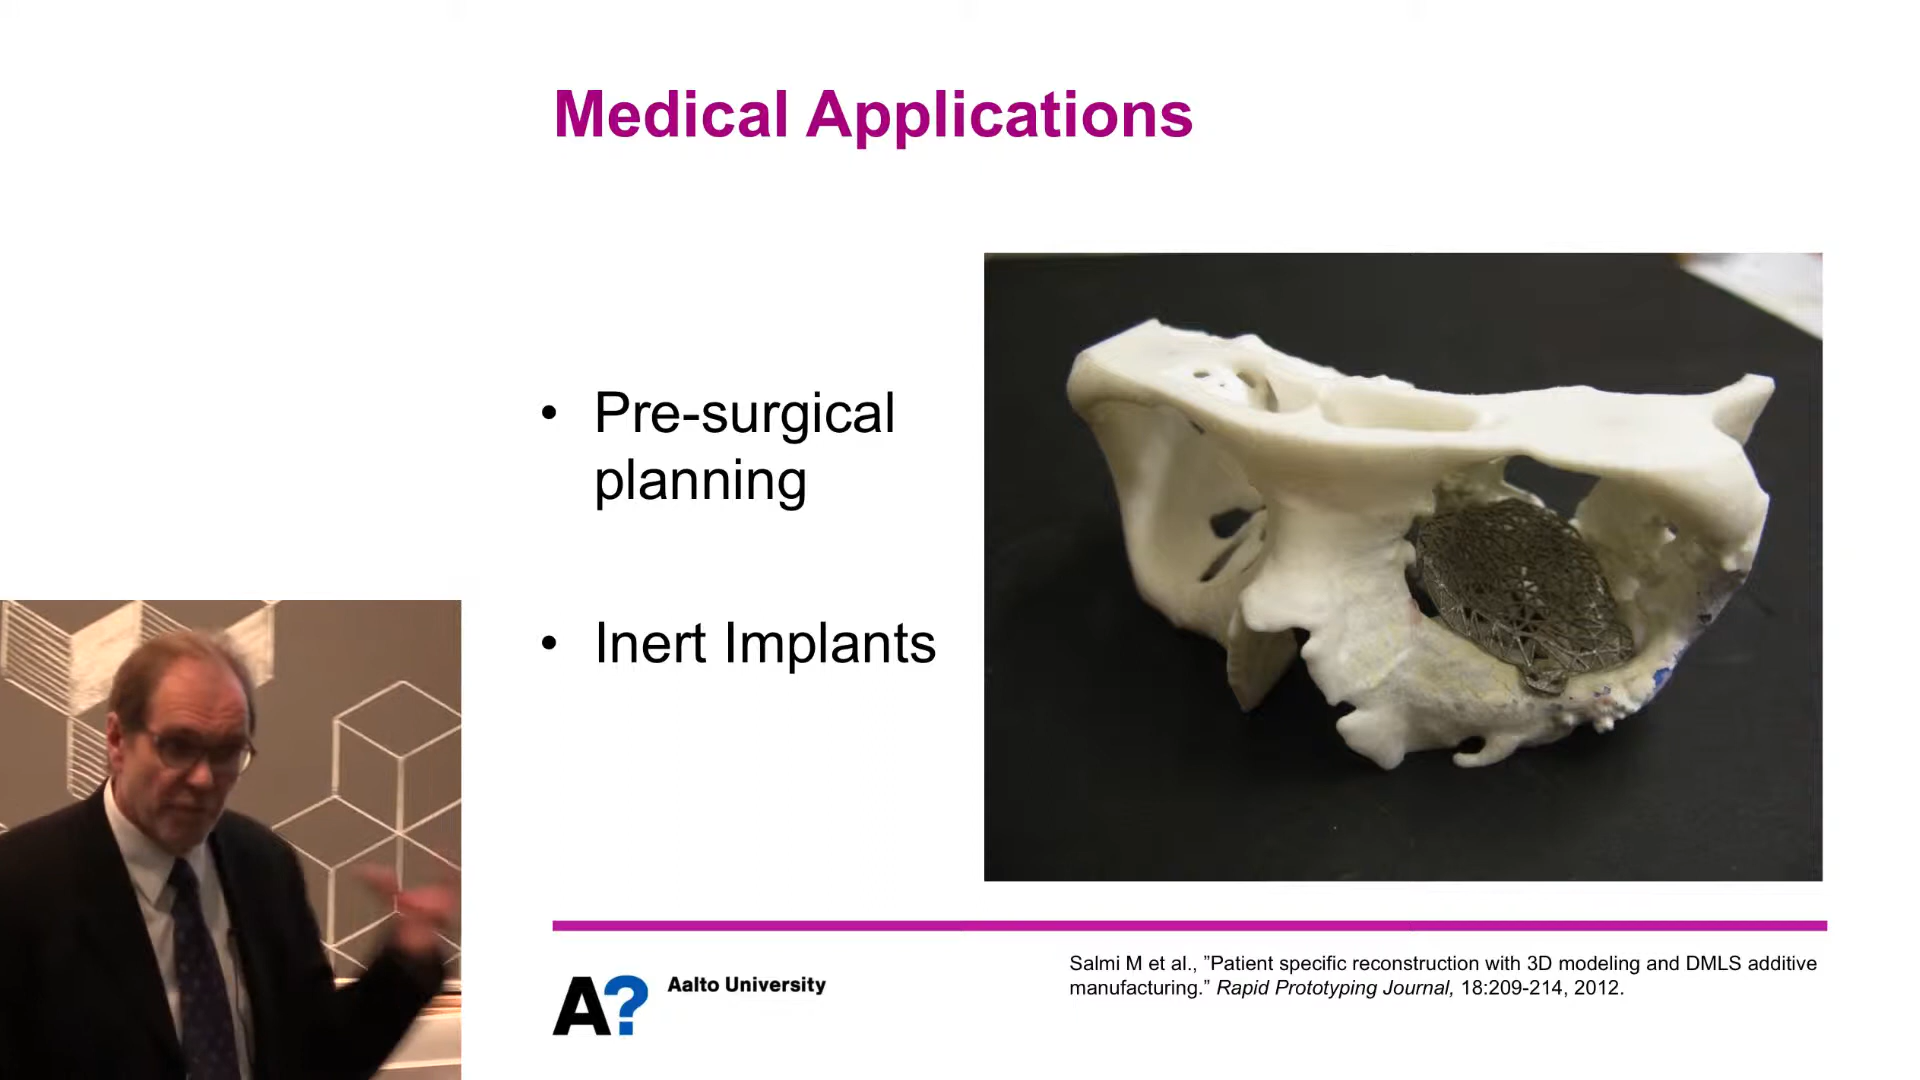 Medical Applications
• Pre-surgical
planning
• Inert Implants
A?
Aalto University
Salmi M et al., ”Patient specific reconstruction with 3D modeling and DMLS additive
manufacturing.” Rapid Prototyping Journal, 18:209-214, 2012.